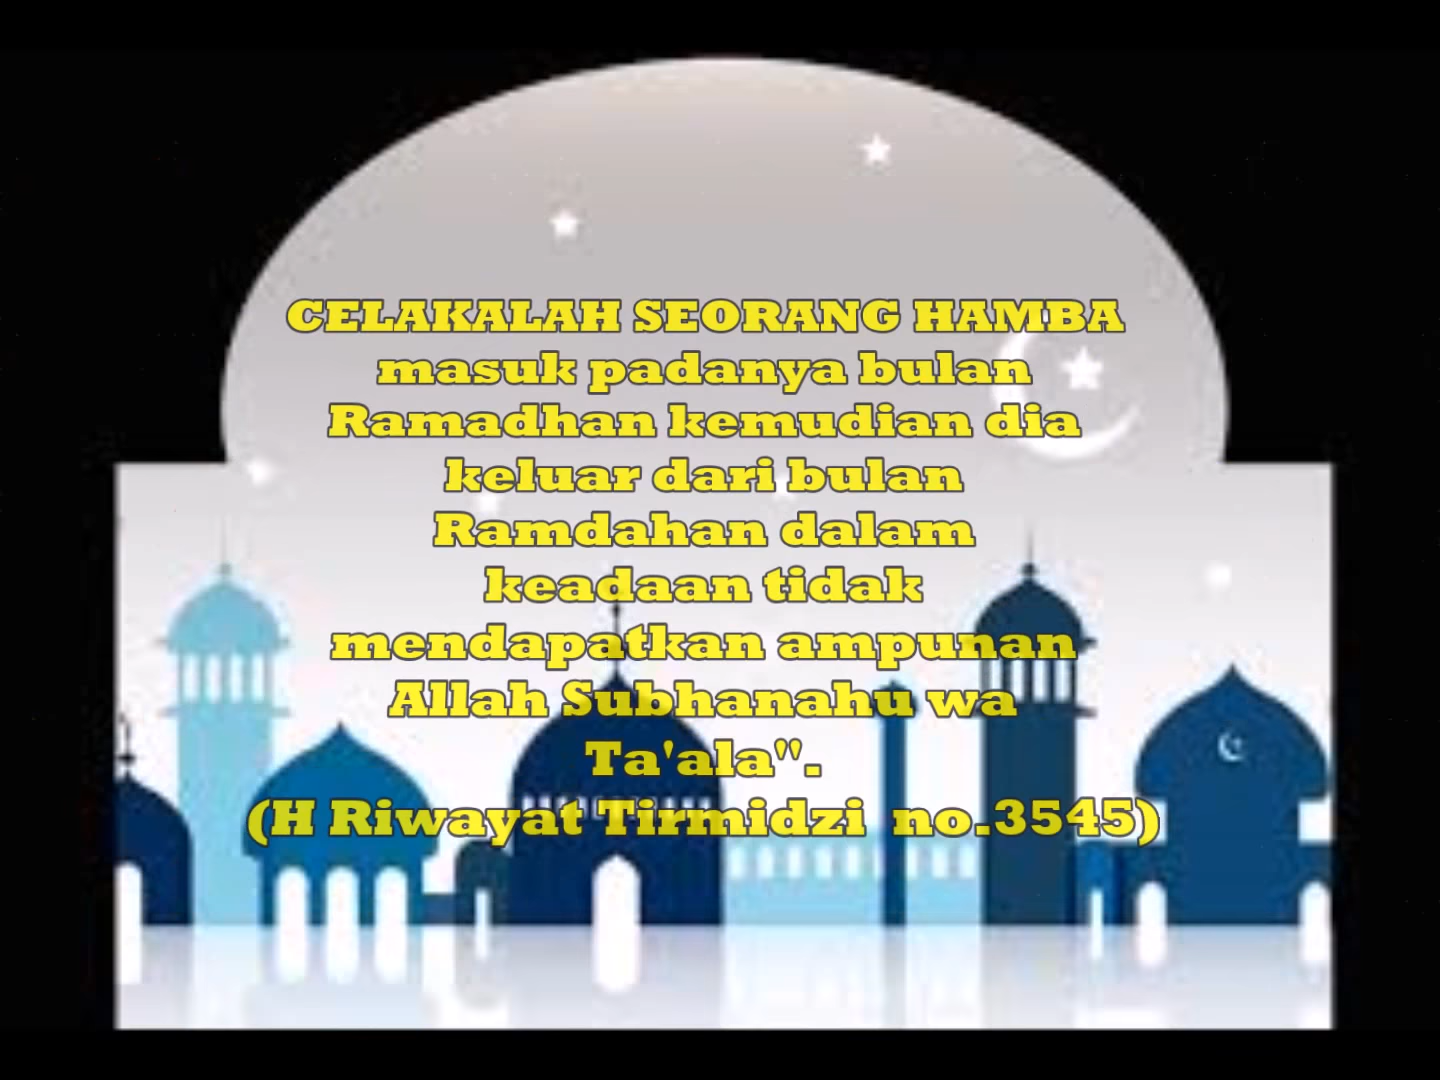 CELAKALAH SEORANG HAMBA
masuk padanya bulan
Ramadhan kemudian dia
keluar dari bulan
Ramdahan dalam
keadaan tidak
mendapatkan ampunan
Allah Subhanahu wa
Ta'ala".
(H Riwayat Tirmidzi no.3545)